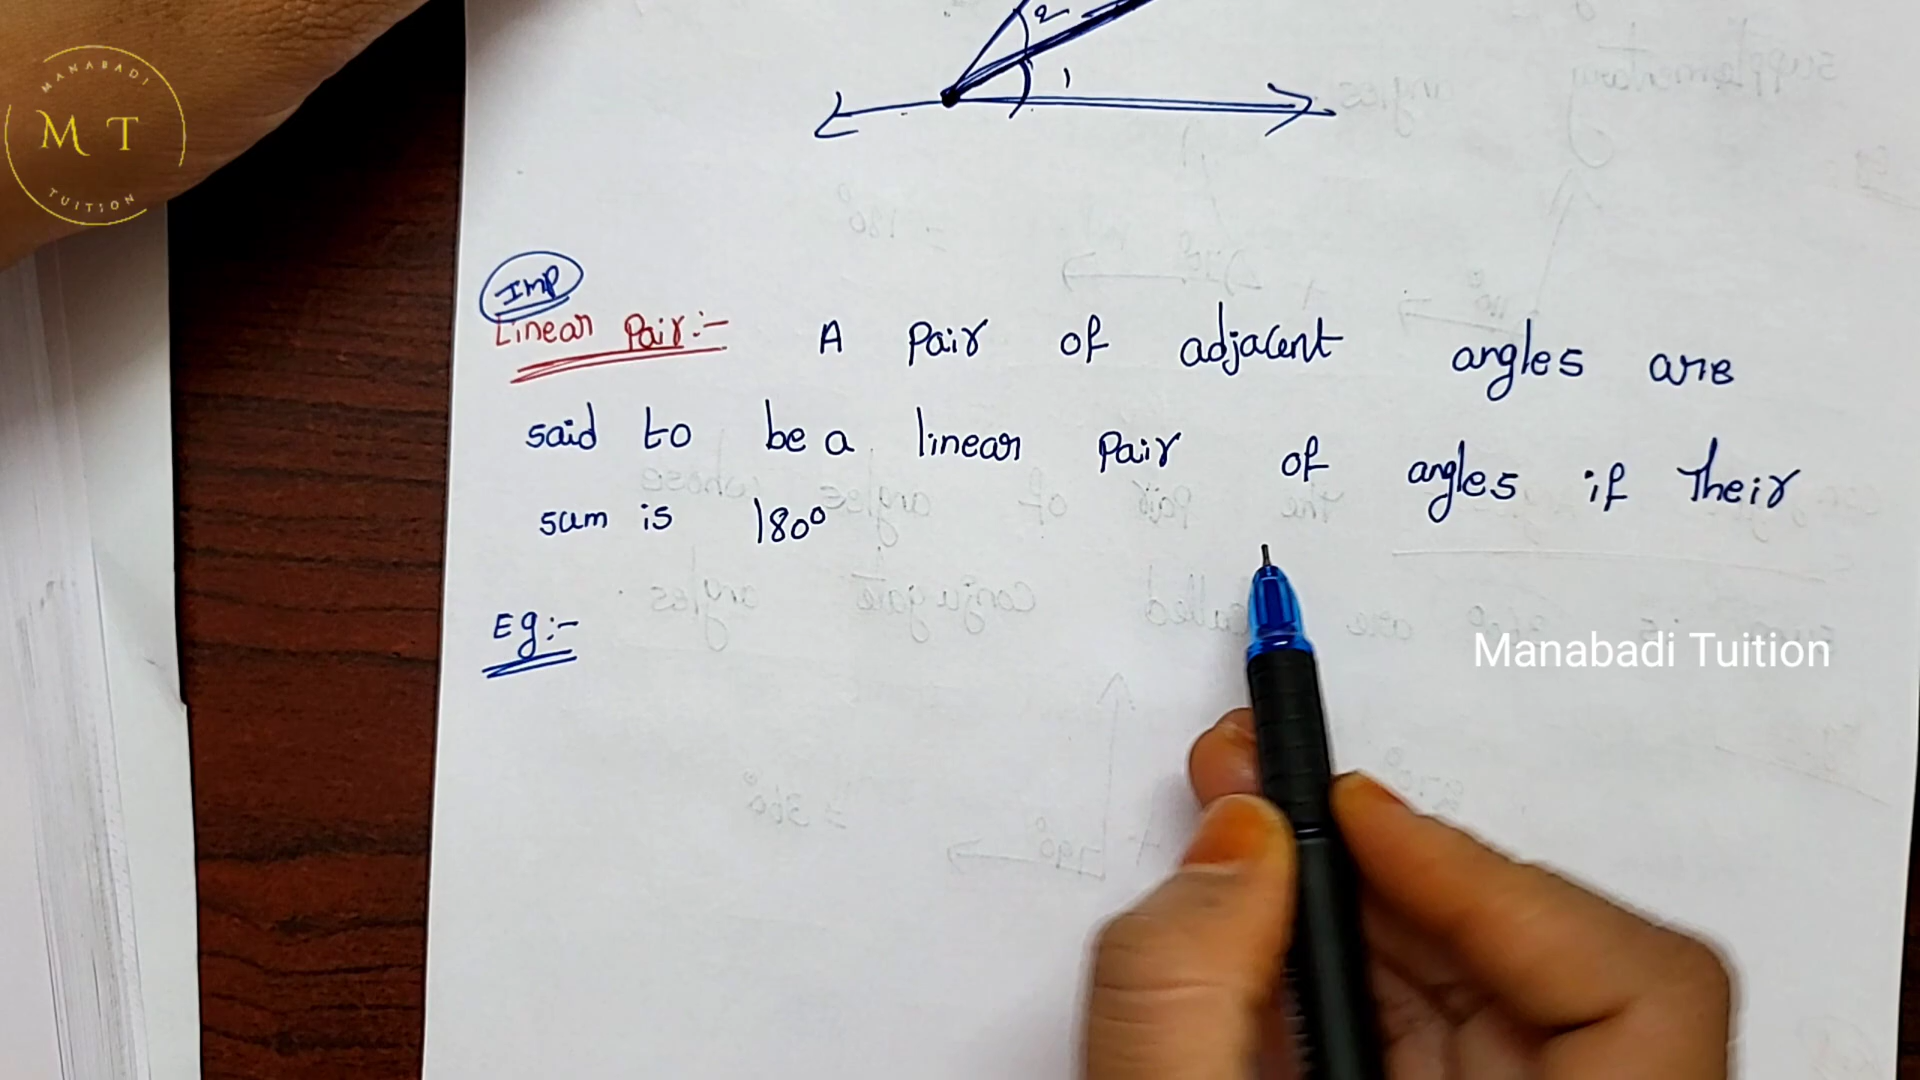 2
1
MANABADI
M T
TUITION
Imp
Linear Pair:- A Pair of adjacent angles are
said to be a linear Pair of angles if Their
sum is 180°
Eg:-
Manabadi Tuition